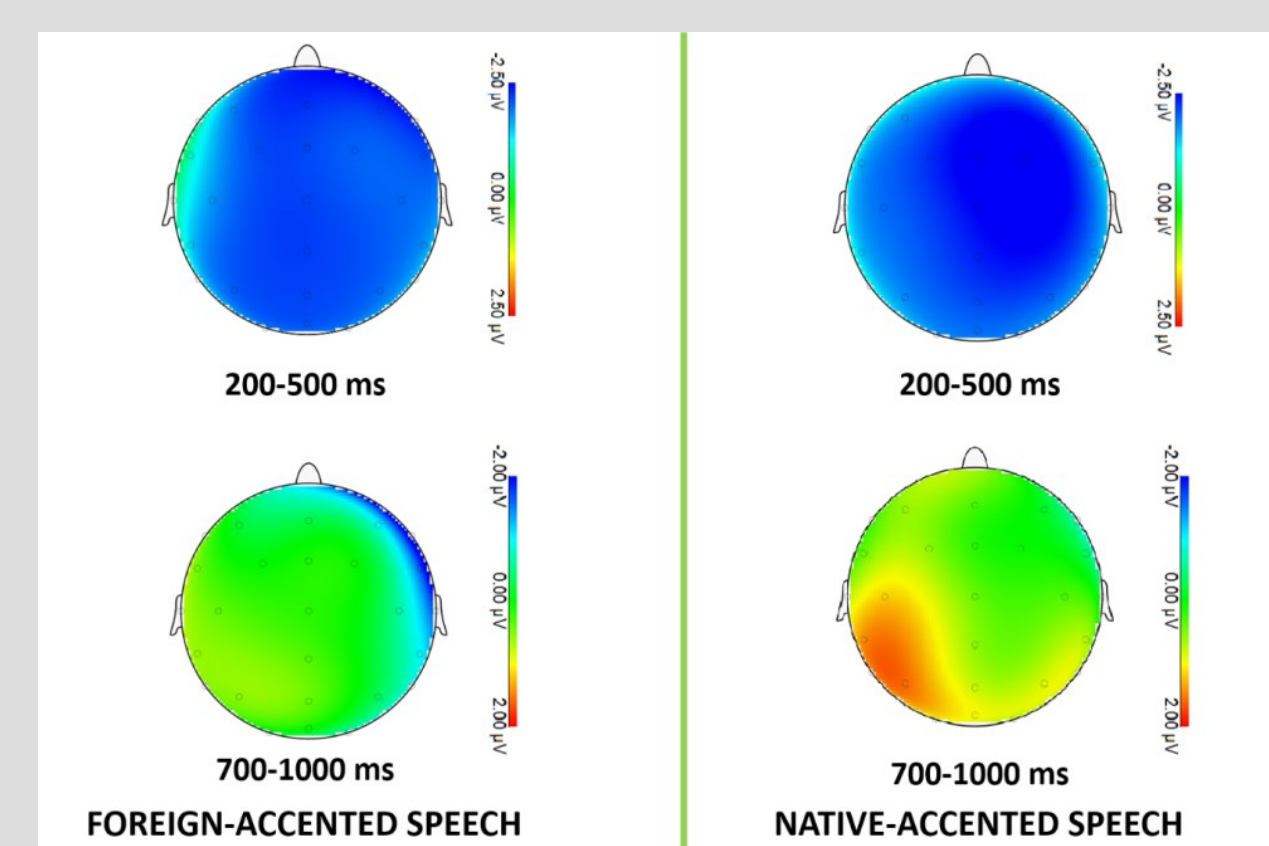 -2.50 µV
0.00 µV
2.50 µV
200-500 ms
-2.00 µV
0.00 µV
2.00 µV
700-1000 ms
FOREIGN-ACCENTED SPEECH
-2.50 µV
0.00 µV
2.50 µV
200-500 ms
-2.00 µV
0.00 µV
2.00 µV
700-1000 ms
NATIVE-ACCENTED SPEECH